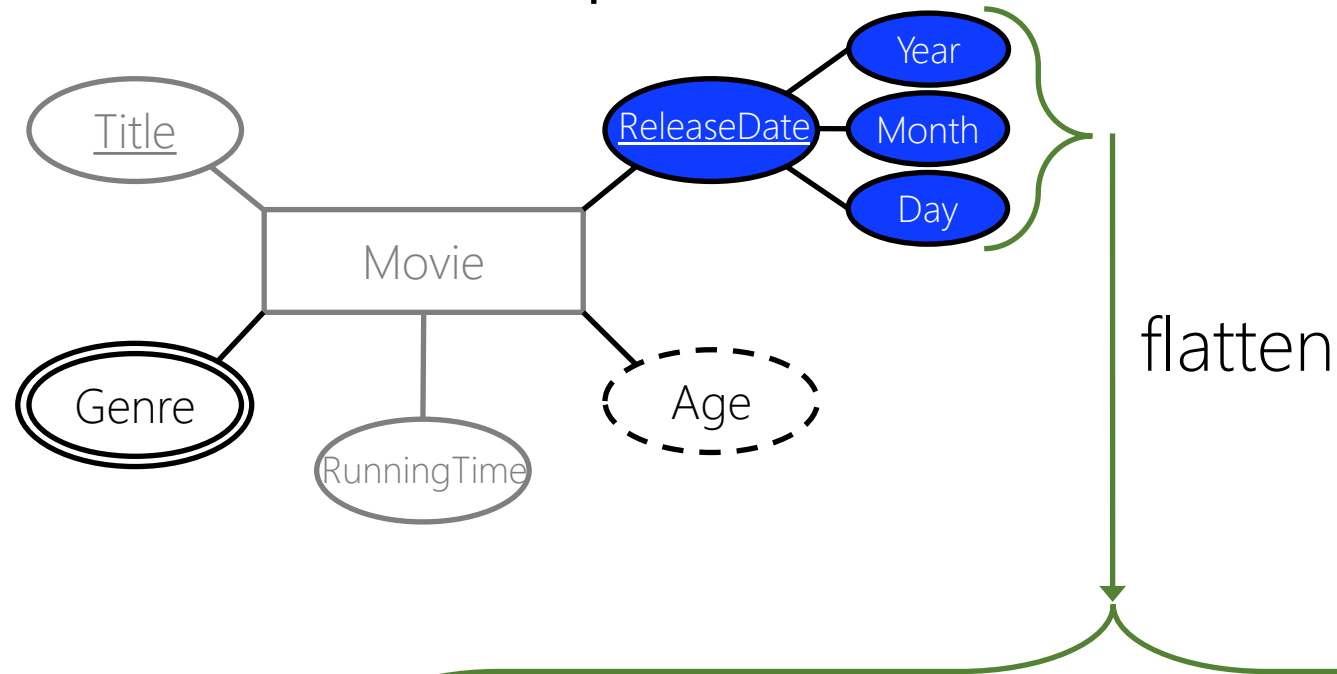 Year
Title
ReleaseDate
Month
Day
Movie
flatten
Genre
Age
RunningTime